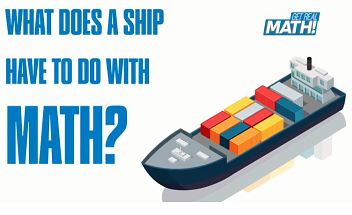 WHAT DOES A SHIP
GET REAL
MATH!
HAVE TO DO WITH
MATH?